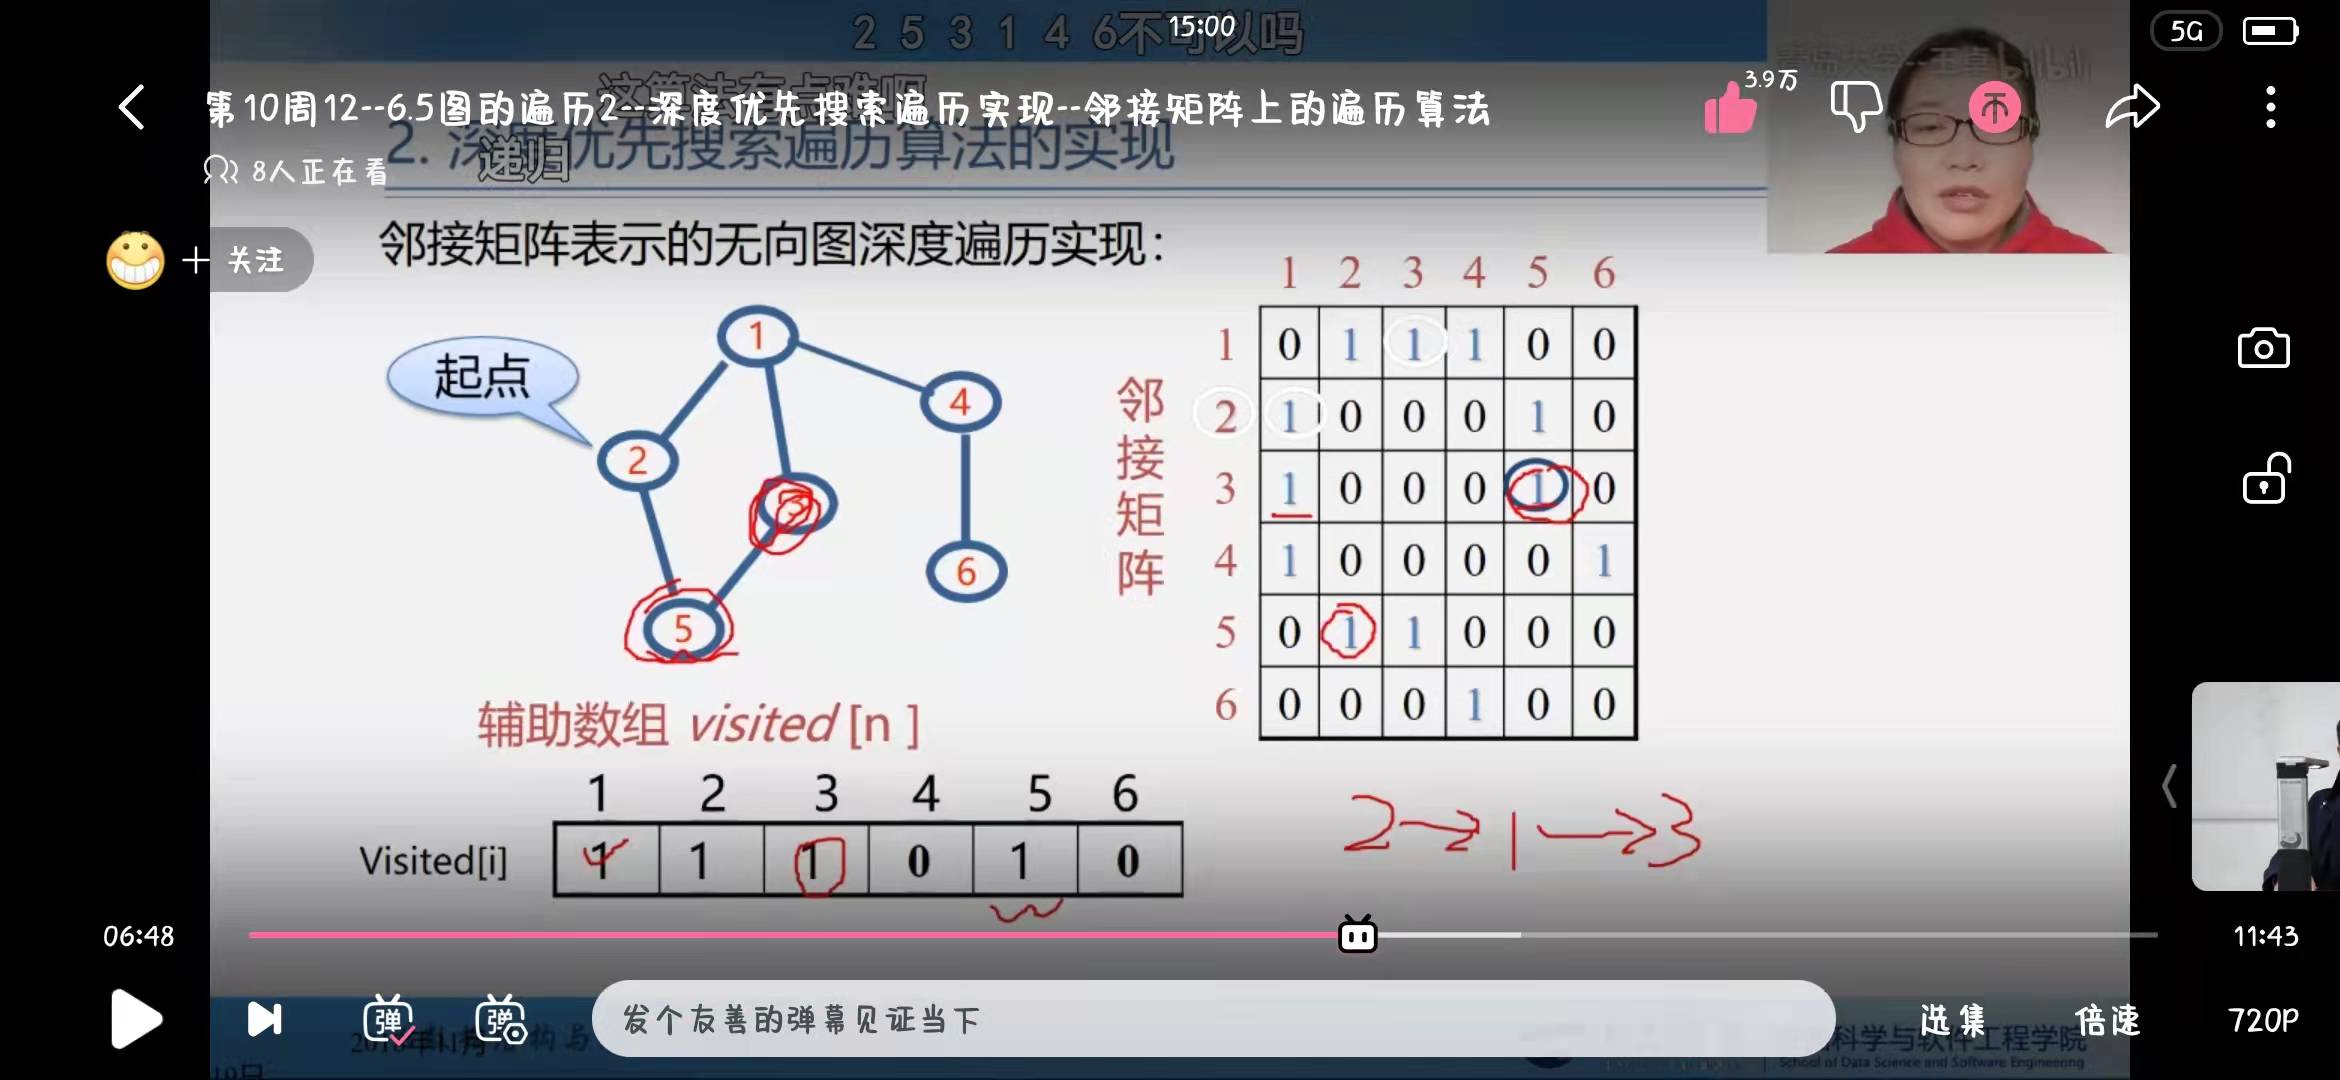 2 5 3 1 4 6不可以吗
15:00
5G
这算法有点难啊
第10周12--6.5图的遍历2--深度优先搜索遍历实现--邻接矩阵上的遍历算法
3.9万
8人正在看
2. 深度优先搜索遍历算法的实现
递归
bilibili
+ 关注
邻接矩阵表示的无向图深度遍历实现：
起点
1
4
2
3
6
5
邻接矩阵
1 2 3 4 5 6
1 0 1 1 1 0 0
2 1 0 0 0 1 0
3 1 0 0 0 1 0
4 1 0 0 0 0 1
5 0 1 1 0 0 0
6 0 0 0 1 0 0
辅助数组 visited [n ]
1 2 3 4 5 6
Visited[i] 1 1 1 0 1 0
2→1→3
06:48
11:43
弹
弹
发个友善的弹幕见证当下
选集
倍速
720P
科学与软件工程学院
School of Data Science and Software Engineering